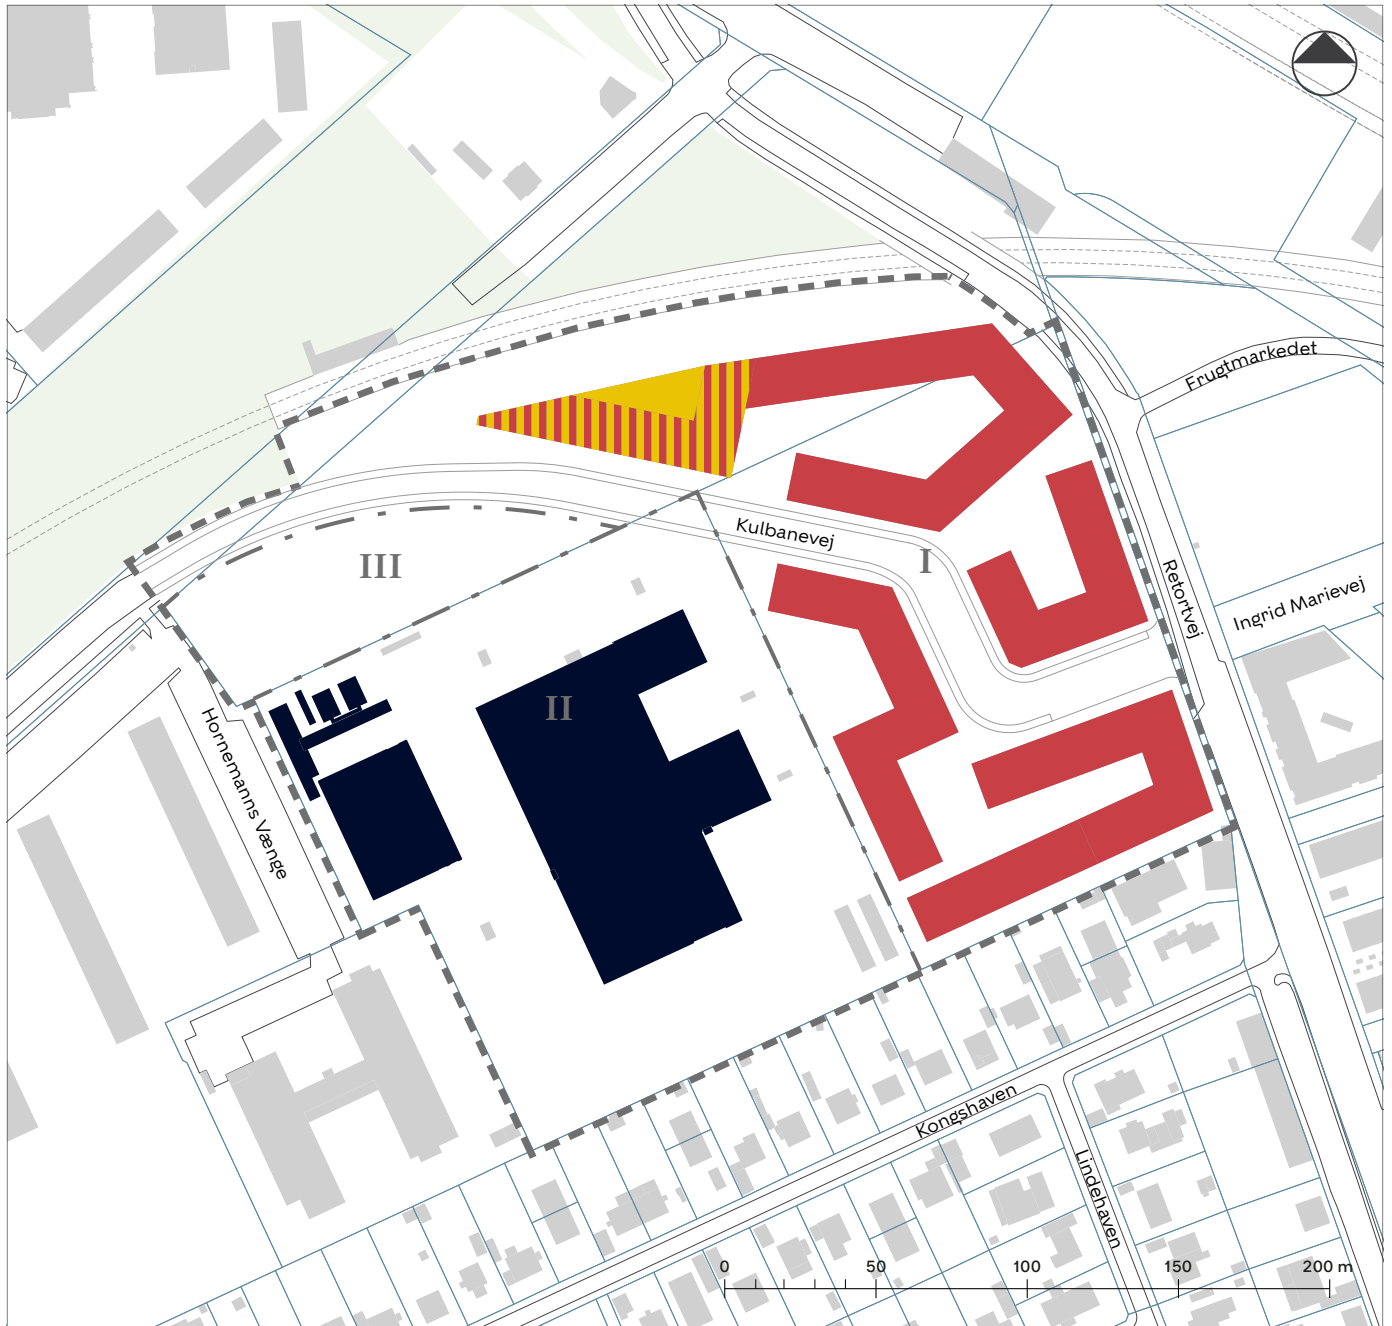 Frugtmarkedet
Kulbanevej
I
III
Retortvej
Ingrid Marievej
II
Hornemanns Vænge
Kongshaven
Lindehaven
0 50 100 150 200 m